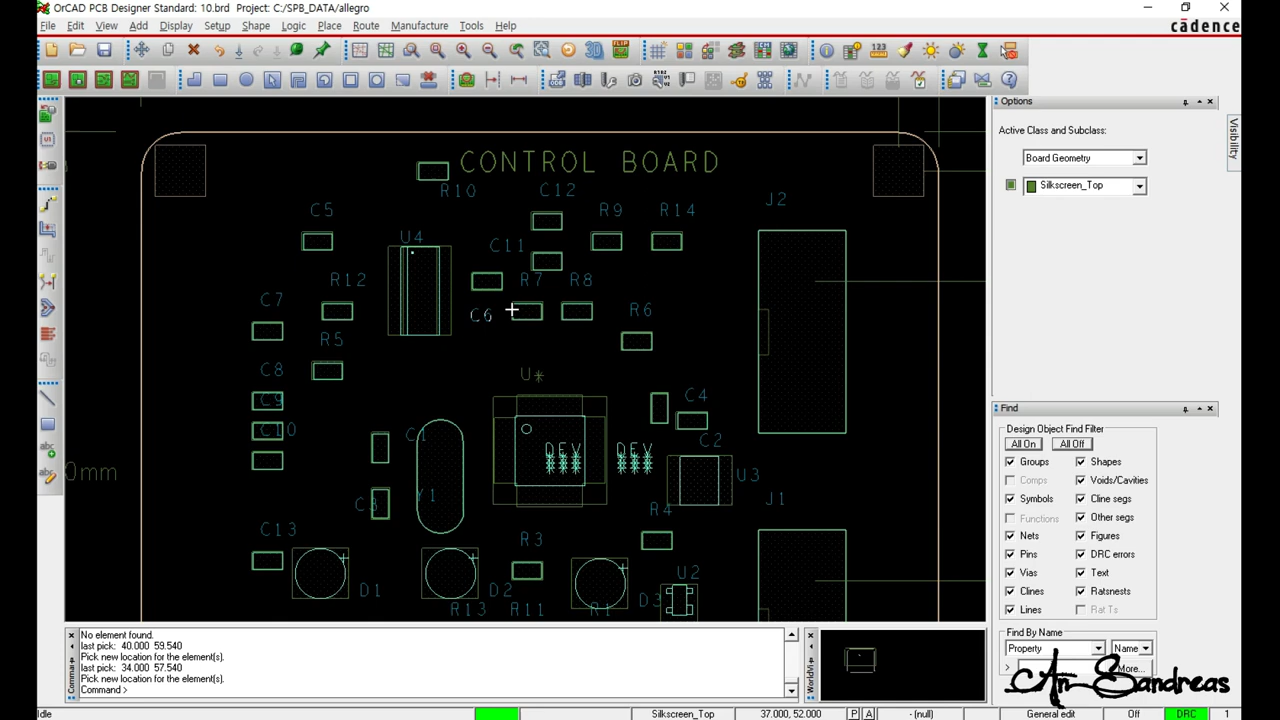 OrCAD PCB Designer Standard: 10.brd Project: C:/SPB_DATA/allegro
File Edit View Add Display Setup Shape Logic Place Route Manufacture Tools Help
cādence
CONTROL BOARD
R10
C12
C5
R9
R14
J2
U4
C11
R12
R7
R8
C7
C6
R6
R5
C8
U*
C9
C4
C10
C1
DEV
DEV
C2
0mm
U3
C3
Y1
J1
R4
C13
R3
U2
D1
D2
D3
R13
R11
R1
Options
Active Class and Subclass:
Board Geometry
Silkscreen_Top
Visibility
Find
Design Object Find Filter
All On
All Off
Groups
Shapes
Comps
Voids/Cavities
Symbols
Cline segs
Functions
Other segs
Nets
Figures
Pins
DRC errors
Vias
Text
Clines
Ratsnests
Lines
Rat Ts
Find By Name
Property
Name
>
More...
No element found.
last pick: 40.000 59.540
Pick new location for the element(s).
last pick: 34.000 57.540
Pick new location for the element(s).
Command >
WorldVi
An Sandreas
Idle
Silkscreen_Top
37.000, 52.000
P
A
- (null)
General edit
Off
DRC
1